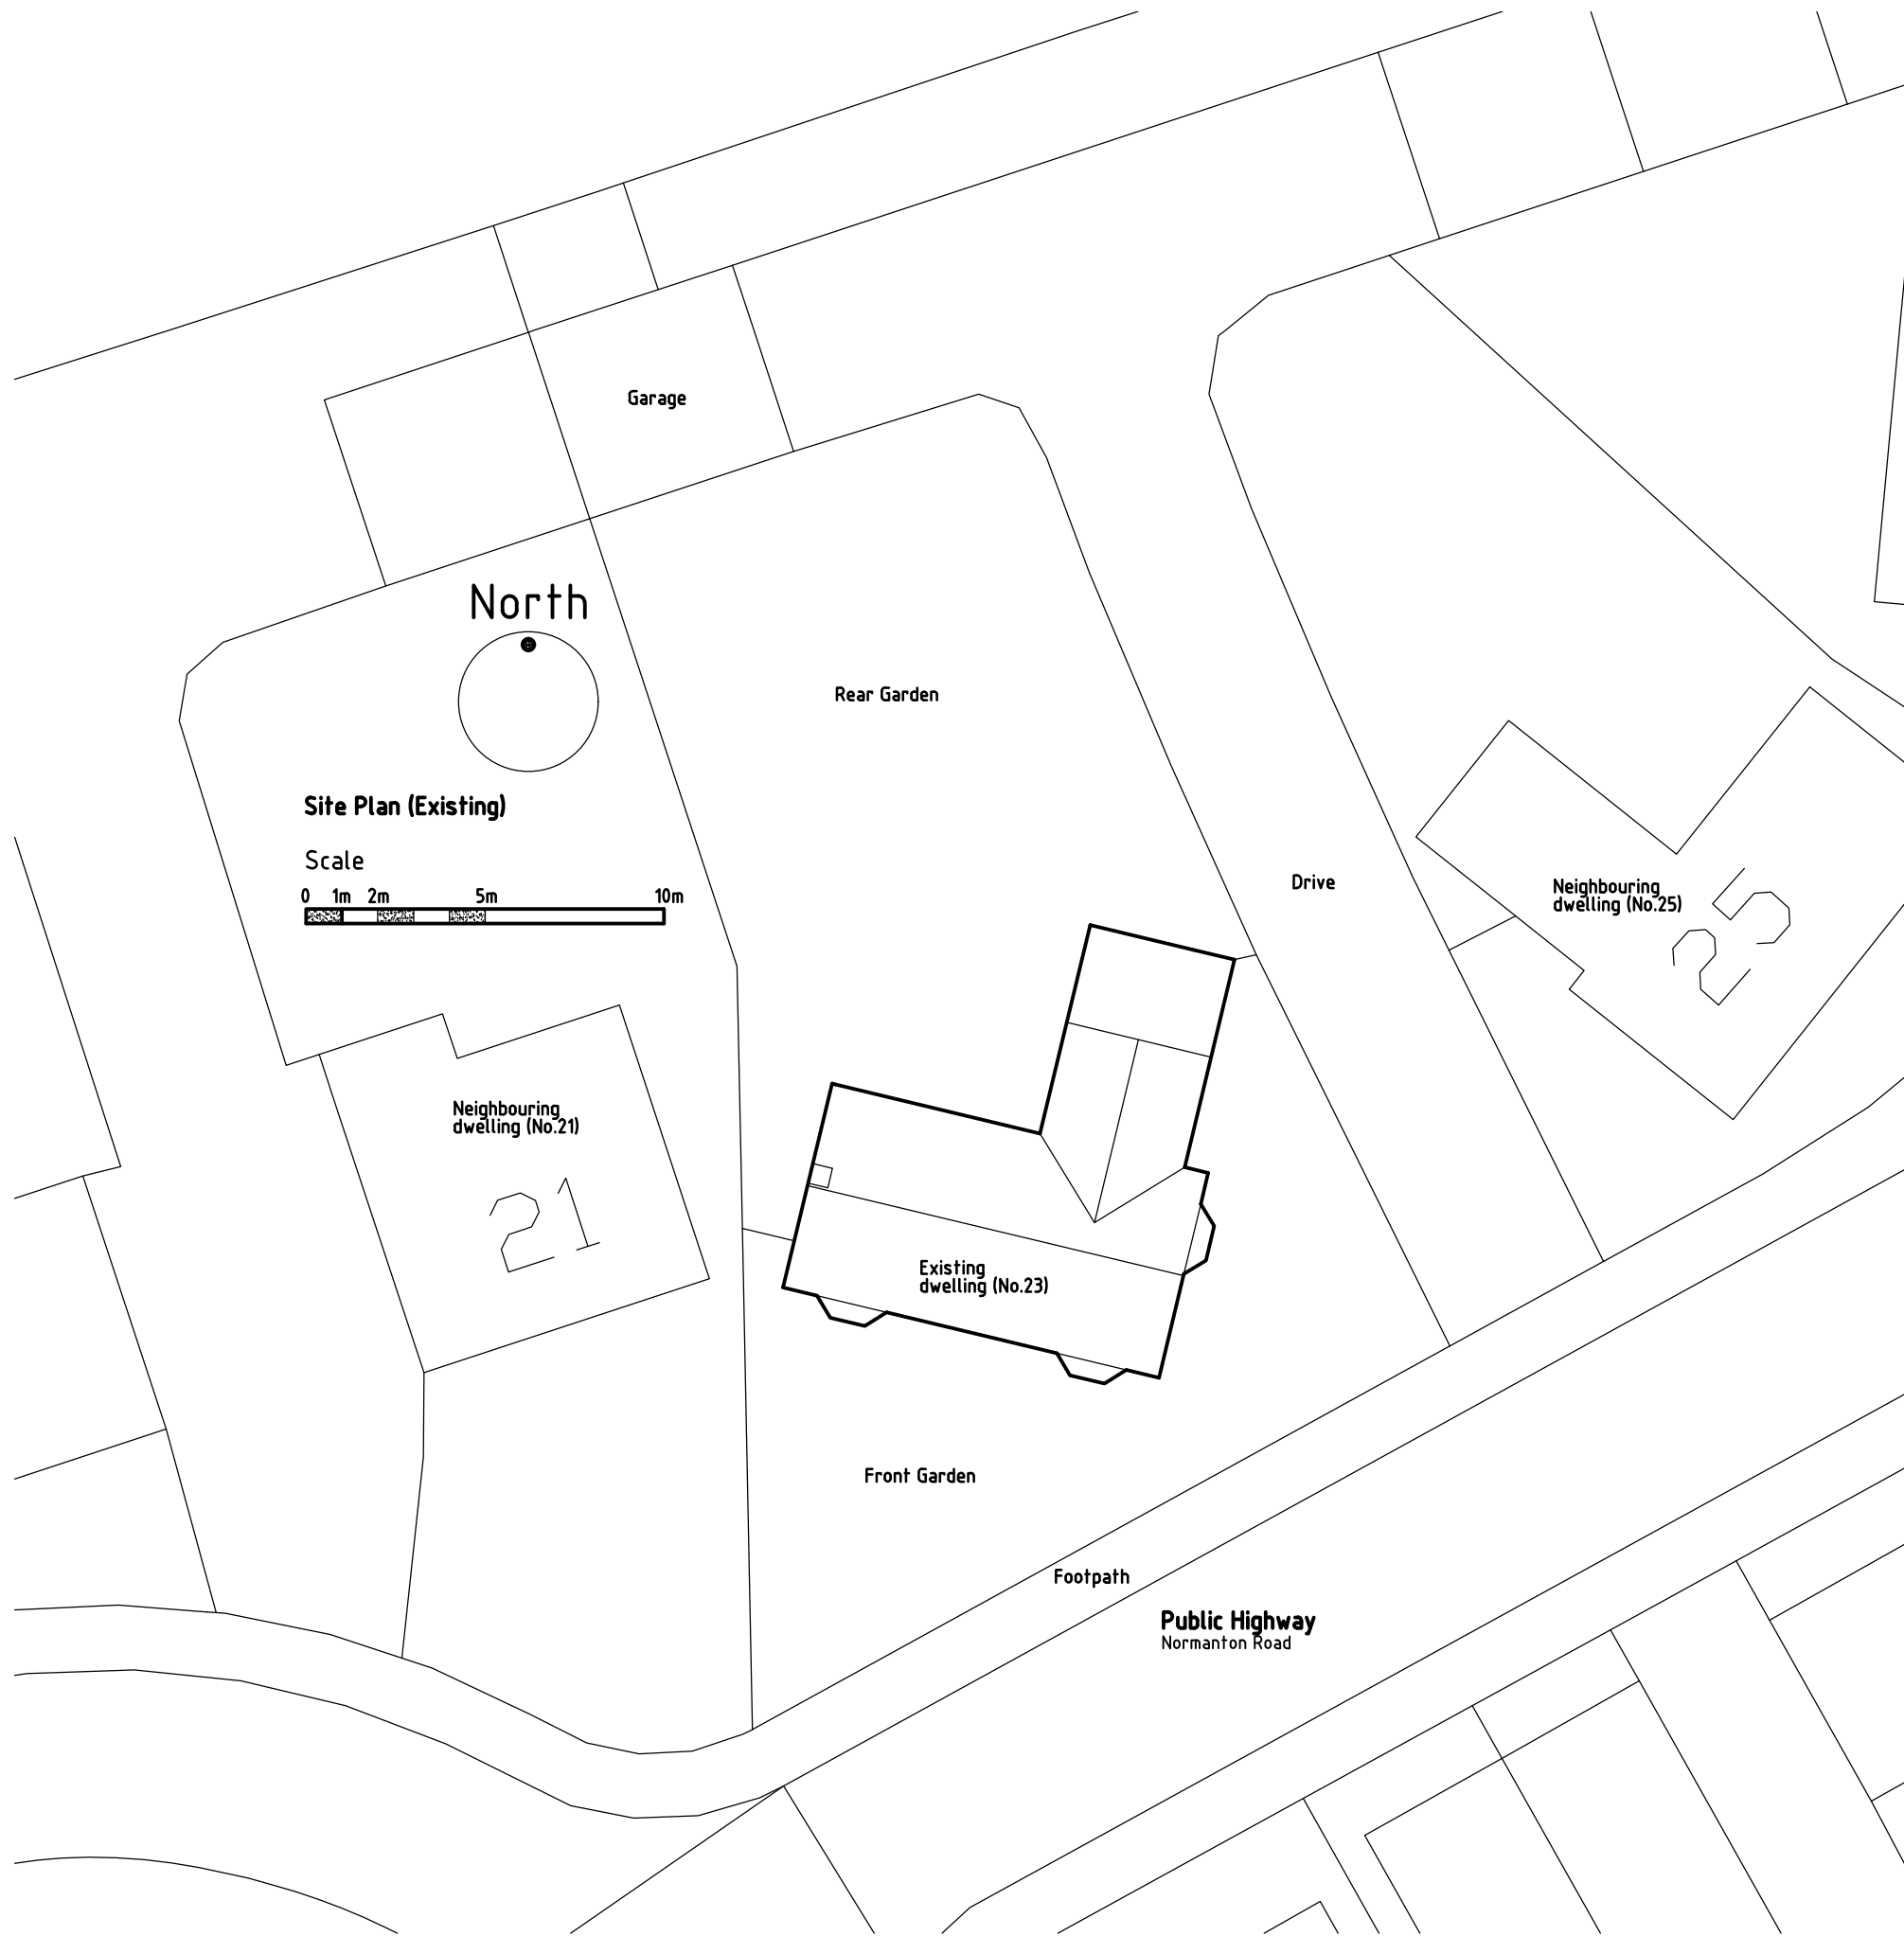 Garage
North
Rear Garden
Site Plan (Existing)
Scale
0 1m 2m 5m 10m
Drive
Neighbouring
dwelling (No.25)
25
Neighbouring
dwelling (No.21)
21
Existing
dwelling (No.23)
Front Garden
Footpath
Public Highway
Normanton Road